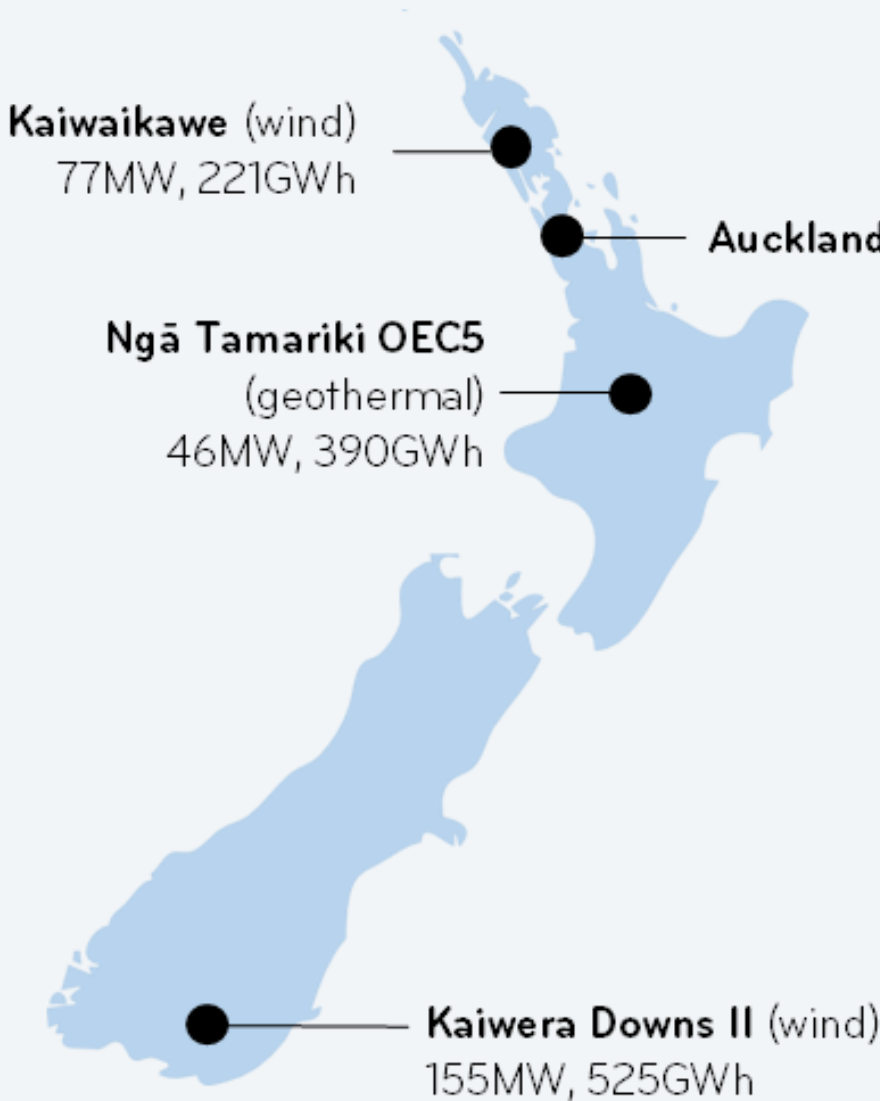 Kaiwaikawe (wind)
77MW, 221GWh
Auckland
Ngā Tamariki OEC5
(geothermal)
46MW, 390GWh
Kaiwera Downs II (wind)
155MW, 525GWh